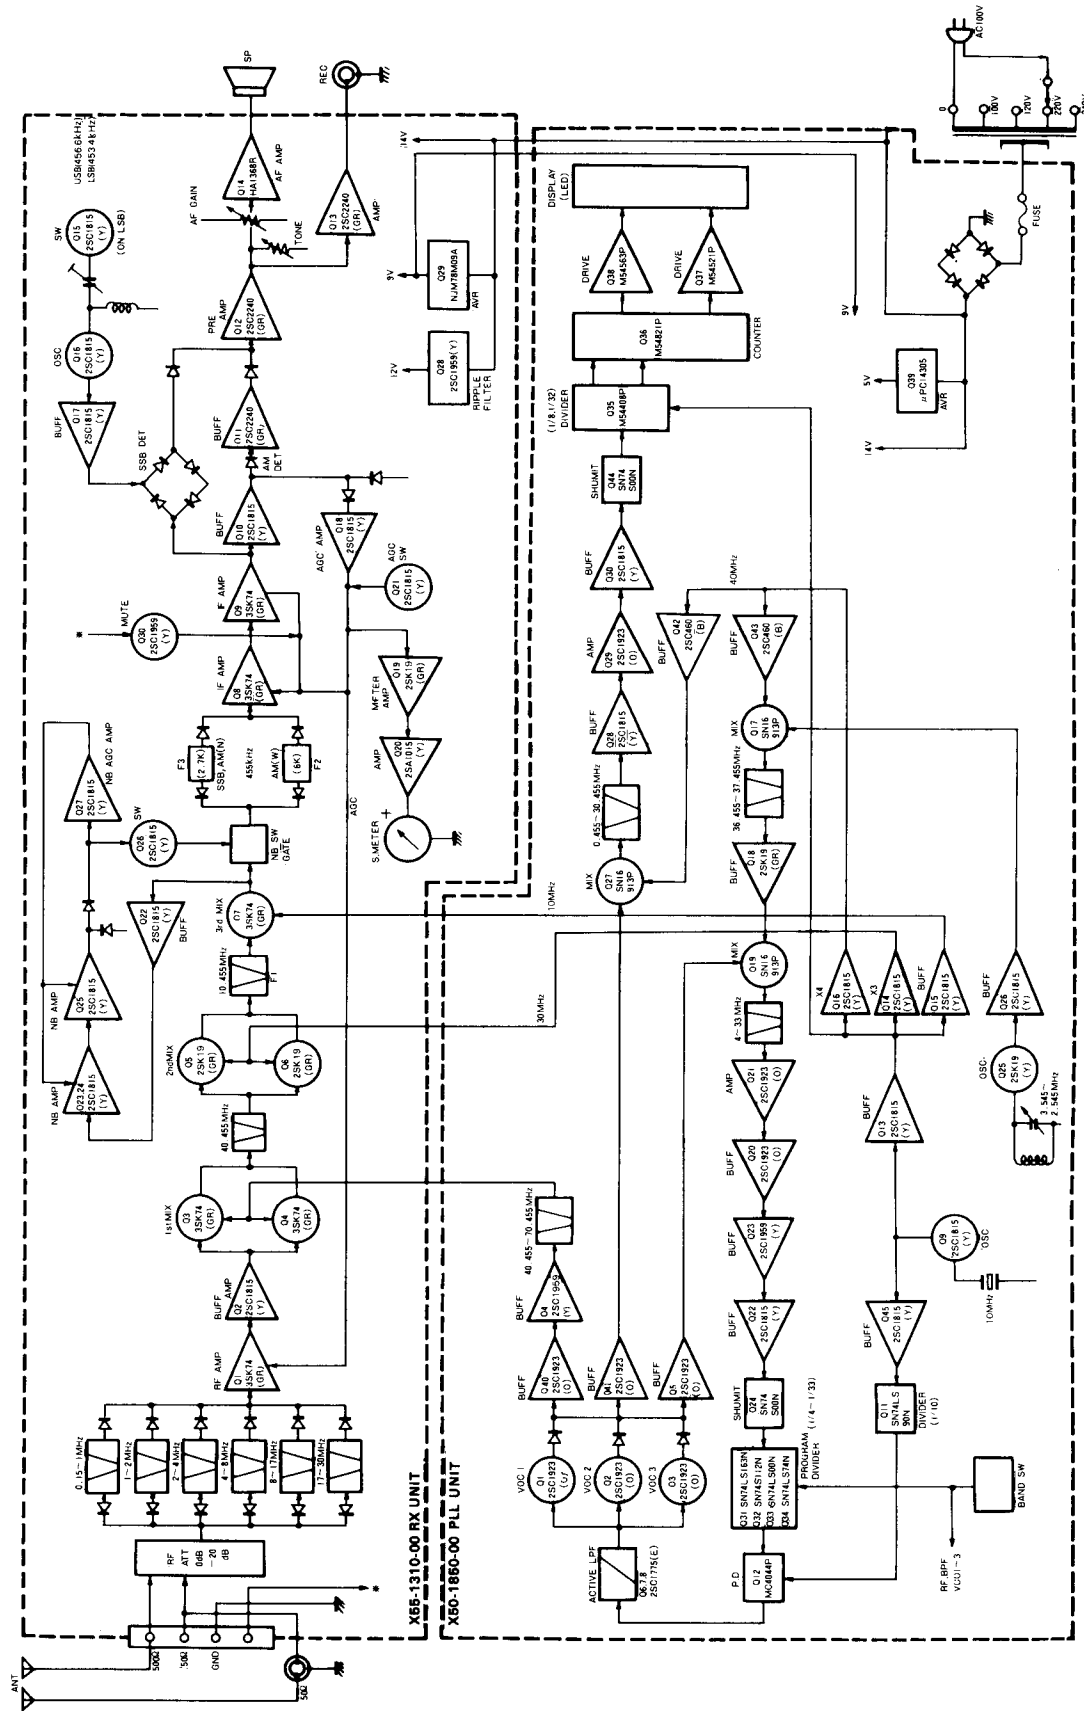 ANT
500Ω
50Ω
GND
50Ω
RF
ATT
0dB
-20
dB
*
0.15~1MHz
1~2MHz
2~4MHz
4~8MHz
8~17MHz
17~30MHz
RF AMP
Q1
3SK74
(GR)
BUFF
AMP
Q2
2SC1815
(Y)
1st MIX
Q3
3SK74
(GR)
Q4
3SK74
(GR)
40.455MHz
2nd MIX
Q5
2SK19
(GR)
Q6
2SK19
(GR)
10.455MHz
F1
3rd MIX
Q7
3SK74
(GR)
NB AMP
Q23,24
2SC1815
(Y)
NB AMP
Q25
2SC1815
(Y)
Q22
2SC1815
(Y)
BUFF
NB AGC AMP
Q27
2SC1815
(Y)
SW
Q26
2SC1815
(Y)
NB SW
GATE
F3
(2.7K)
SSB,AM(N)
455kHz
AM(W)
(6K)
F2
IF AMP
Q8
3SK74
(GR)
IF AMP
Q9
3SK74
(GR)
*
MUTE
Q30
2SC1959
(Y)
BUFF
Q10
2SC1815
(Y)
AM
DET
BUFF
Q11
2SC2240
(GR)
SSB DET
BUFF
Q17
2SC1815
(Y)
OSC
Q16
2SC1815
(Y)
SW
Q15
2SC1815
(Y)
(ON LSB)
USB(456.6kHz)
LSB(453.4kHz)
PRE
AMP
Q12
2SC2240
(GR)
TONE
AF GAIN
Q14
HA1368R
AF AMP
SP
Q13
2SC2240
(GR)
AMP
REC
AGC AMP
Q18
2SC1815
(Y)
Q21
2SC1815
(Y)
AGC
SW
AGC
METER
AMP
Q19
2SK19
(GR)
AMP
Q20
2SA1015
(Y)
S.METER
+
12V
Q28
2SC1959(Y)
RIPPLE
FILTER
9V
Q29
NJM78M09A
AVR
14V
X55-1310-00 RX UNIT
X50-1850-00 PLL UNIT
ACTIVE LPF
Q6,7,8
2SC1775(E)
VOC 1
Q1
2SC1923
VOC 2
Q2
2SC1923
(O)
VOC 3
Q3
2SC1923
(O)
BUFF
Q40
2SC1923
(O)
BUFF
Q41
2SC1923
(O)
BUFF
Q5
2SC1923
(O)
BUFF
Q4
2SC1959
(Y)
40.455~70.455MHz
30MHz
10MHz
MIX
Q27
SN16
913P
0.455~30.455MHz
BUFF
Q28
2SC1815
(Y)
AMP
Q29
2SC1923
(O)
BUFF
Q30
2SC1815
(Y)
SHUMIT
Q44
SN74
S00N
(1/8,1/32)
DIVIDER
Q35
M54408P
Q36
M54821P
COUNTER
DRIVE
Q38
M54563P
DRIVE
Q37
M54521P
DISPLAY
(LED)
BUFF
Q42
2SC460
(B)
40MHz
Q43
2SC460
(B)
BUFF
MIX
Q17
SN16
913P
36.455~37.455MHz
BUFF
Q18
2SK19
(GR)
MIX
Q19
SN16
913P
4~33MHz
AMP
Q21
2SC1923
(O)
BUFF
Q20
2SC1923
(O)
BUFF
Q23
2SC1959
(Y)
BUFF
Q22
2SC1815
(Y)
SHUMIT
Q24
SN74
S00N
(1/4~1/33)
PROGRAM
DIVIDER
Q31 SN74LS163N
Q32 SN74S112N
Q33 SN74LS00N
Q34 SN74LS74N
P.D
Q12
MC4044P
X4
Q16
2SC1815
(Y)
X3
Q14
2SC1815
(Y)
BUFF
Q15
2SC1815
(Y)
BUFF
Q13
2SC1815
(Y)
Q9
2SC1815
(Y)
OSC
10MHz
BUFF
Q45
2SC1815
(Y)
Q11
SN74LS
90N
DIVIDER
(1/10)
BUFF
Q26
2SC1815
(Y)
OSC
Q25
2SK19
(Y)
3.545~
2.545MHz
RF.BPF
VCO1~3
BAND SW
9V
5V
Q39
μPC14305
AVR
14V
FUSE
0
100V
120V
220V
AC100V